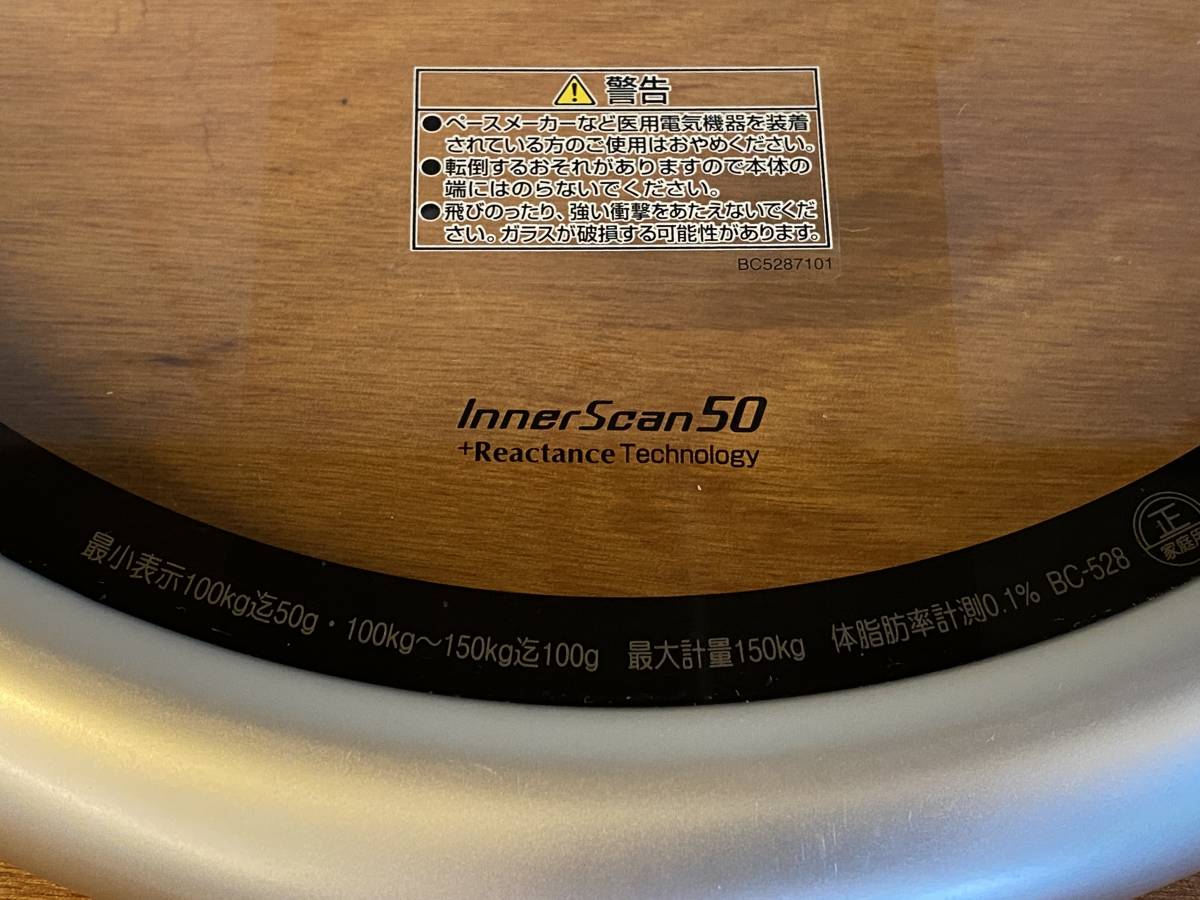 警告
●ペースメーカーなど医用電気機器を装着
されている方のご使用はおやめください。
●転倒するおそれがありますので本体の
端にはのらないでください。
●飛びのったり、強い衝撃をあたえないでくだ
さい。ガラスが破損する可能性があります。
BC5287101
InnerScan50
+Reactance Technology
最小表示100kg迄50g・100kg～150kg迄100g 最大計量150kg 体脂肪率計測0.1% BC-528
正
家庭用